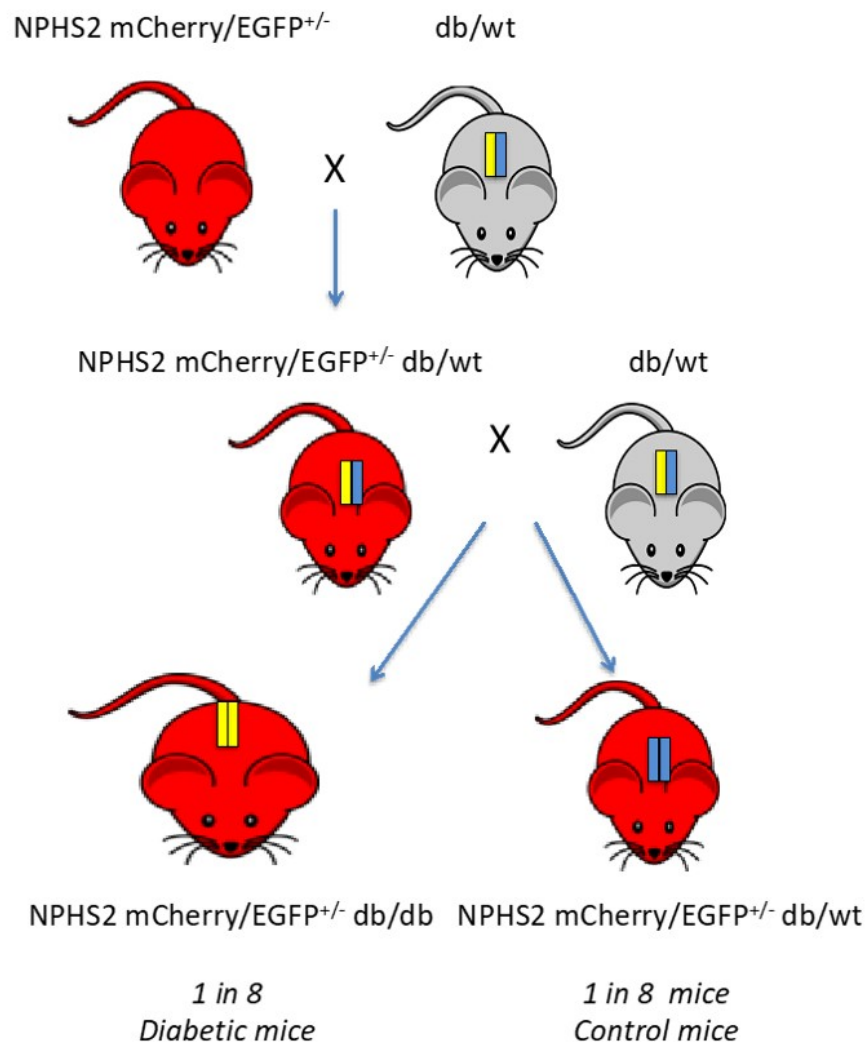 NPHS2 mCherry/EGFP+/- db/wt
X
NPHS2 mCherry/EGFP+/- db/wt db/wt
X
NPHS2 mCherry/EGFP+/- db/db NPHS2 mCherry/EGFP+/- db/wt
1 in 8 1 in 8 mice
Diabetic mice Control mice